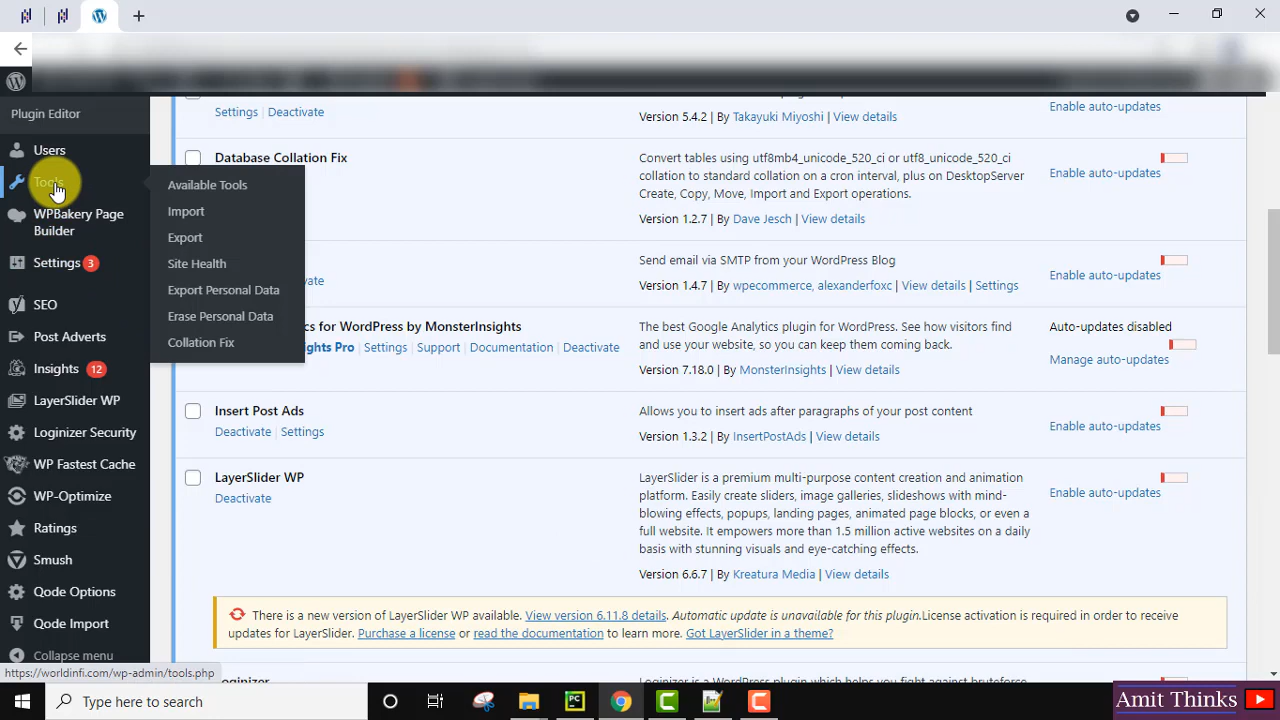 Plugin Editor
Users
Tools
WPBakery Page
Builder
Settings 3
SEO
Post Adverts
Insights 12
LayerSlider WP
Loginizer Security
WP Fastest Cache
WP-Optimize
Ratings
Smush
Qode Options
Qode Import
Collapse menu
Available Tools
Import
Export
Site Health
Export Personal Data
Erase Personal Data
Collation Fix
Settings | Deactivate
Version 5.4.2 | By Takayuki Miyoshi | View details
Enable auto-updates
Database Collation Fix
Convert tables using utf8mb4_unicode_520_ci or utf8_unicode_520_ci
collation to standard collation on a cron interval, plus on DesktopServer
Create, Copy, Move, Import and Export operations.
Version 1.2.7 | By Dave Jesch | View details
Enable auto-updates
Send email via SMTP from your WordPress Blog
Version 1.4.7 | By wpecommerce, alexanderfoxc | View details | Settings
Enable auto-updates
s for WordPress by MonsterInsights
Pro | Settings | Support | Documentation | Deactivate
The best Google Analytics plugin for WordPress. See how visitors find
and use your website, so you can keep them coming back.
Version 7.18.0 | By MonsterInsights | View details
Auto-updates disabled
Manage auto-updates
Insert Post Ads
Deactivate | Settings
Allows you to insert ads after paragraphs of your post content
Version 1.3.2 | By InsertPostAds | View details
Enable auto-updates
LayerSlider WP
Deactivate
LayerSlider is a premium multi-purpose content creation and animation
platform. Easily create sliders, image galleries, slideshows with mind-
blowing effects, popups, landing pages, animated page blocks, or even a
full website. It empowers more than 1.5 million active websites on a daily
basis with stunning visuals and eye-catching effects.
Version 6.6.7 | By Kreatura Media | View details
Enable auto-updates
There is a new version of LayerSlider WP available. View version 6.11.8 details. Automatic update is unavailable for this plugin.License activation is required in order to receive
updates for LayerSlider. Purchase a license or read the documentation to learn more. Got LayerSlider in a theme?
https://worldinfi.com/wp-admin/tools.php
Type here to search
Amit Thinks